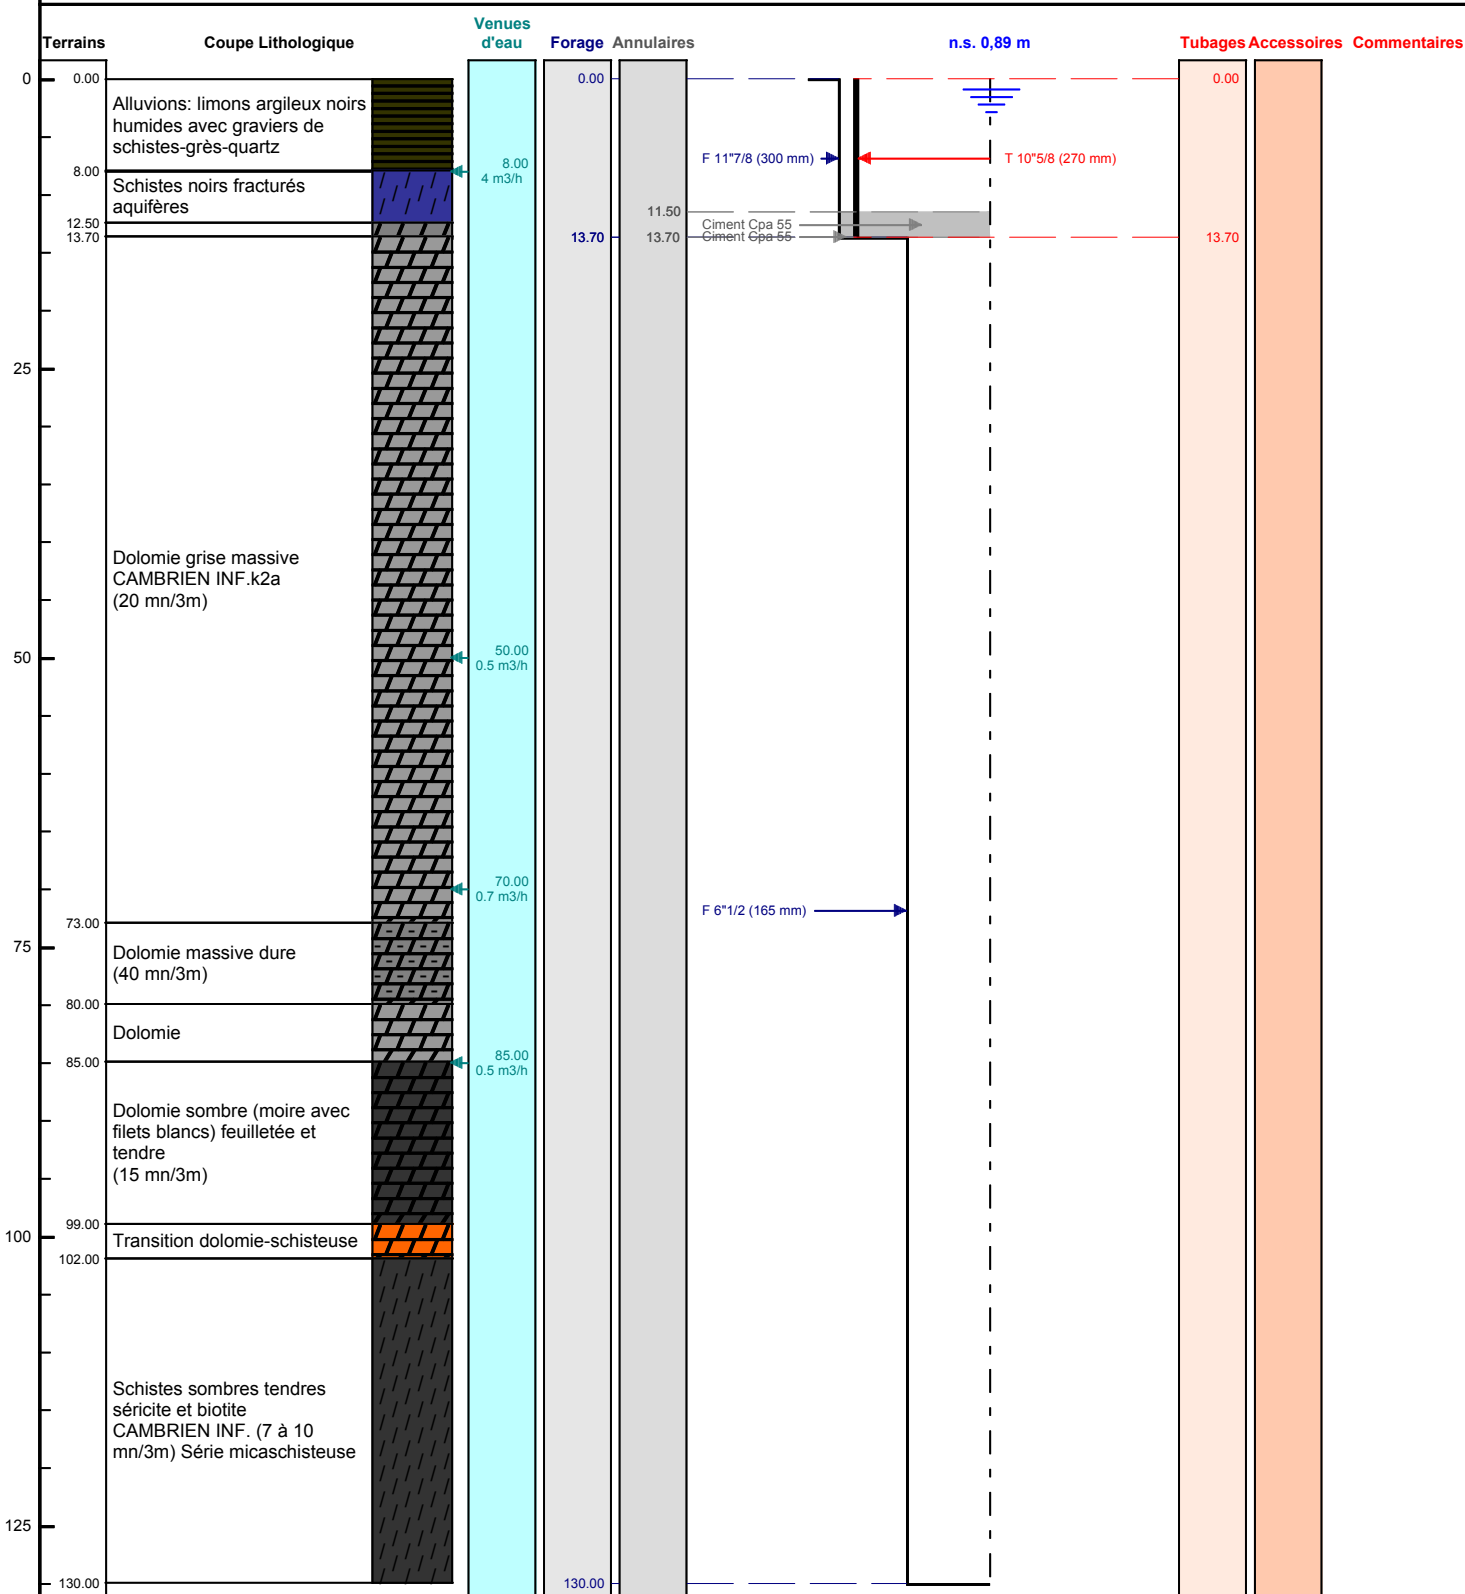 Terrains
Coupe Lithologique
Venues
d'eau
Forage
Annulaires
n.s. 0,89 m
Tubages
Accessoires
Commentaires
0
25
50
75
100
125
0.00
8.00
12.50
13.70
73.00
80.00
85.00
99.00
102.00
130.00
Alluvions: limons argileux noirs
humides avec graviers de
schistes-grès-quartz
Schistes noirs fracturés
aquifères
Dolomie grise massive
CAMBRIEN INF.k2a
(20 mn/3m)
Dolomie massive dure
(40 mn/3m)
Dolomie
Dolomie sombre (moire avec
filets blancs) feuilletée et
tendre
(15 mn/3m)
Transition dolomie-schisteuse
Schistes sombres tendres
séricite et biotite
CAMBRIEN INF. (7 à 10
mn/3m) Série micaschisteuse
8.00
4 m3/h
50.00
0.5 m3/h
70.00
0.7 m3/h
85.00
0.5 m3/h
0.00
13.70
130.00
11.50
13.70
F 11"7/8 (300 mm)
T 10"5/8 (270 mm)
Ciment Cpa 55
Ciment Cpa 55
F 6"1/2 (165 mm)
0.00
13.70